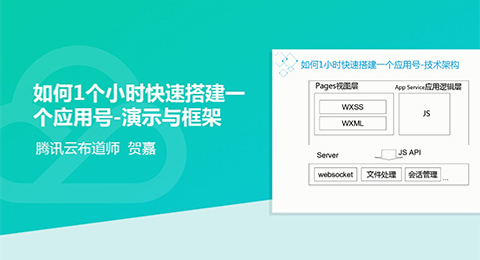 如何1个小时快速搭建一
个应用号-演示与框架
腾讯云布道师 贺嘉
如何1小时快速搭建一个应用号-技术架构
Pages视图层
App Service应用逻辑层
WXSS
WXML
JS
Server
JS API
websocket
文件处理
会话管理
...